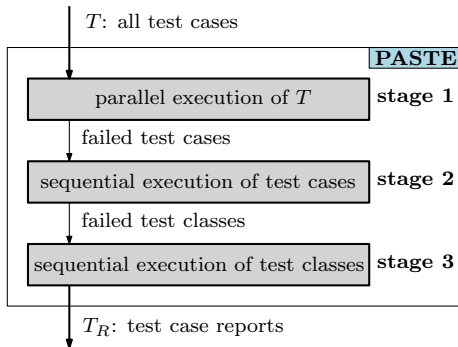 T: all test cases
PASTE
parallel execution of T stage 1
failed test cases
sequential execution of test cases stage 2
failed test classes
sequential execution of test classes stage 3
T_R: test case reports